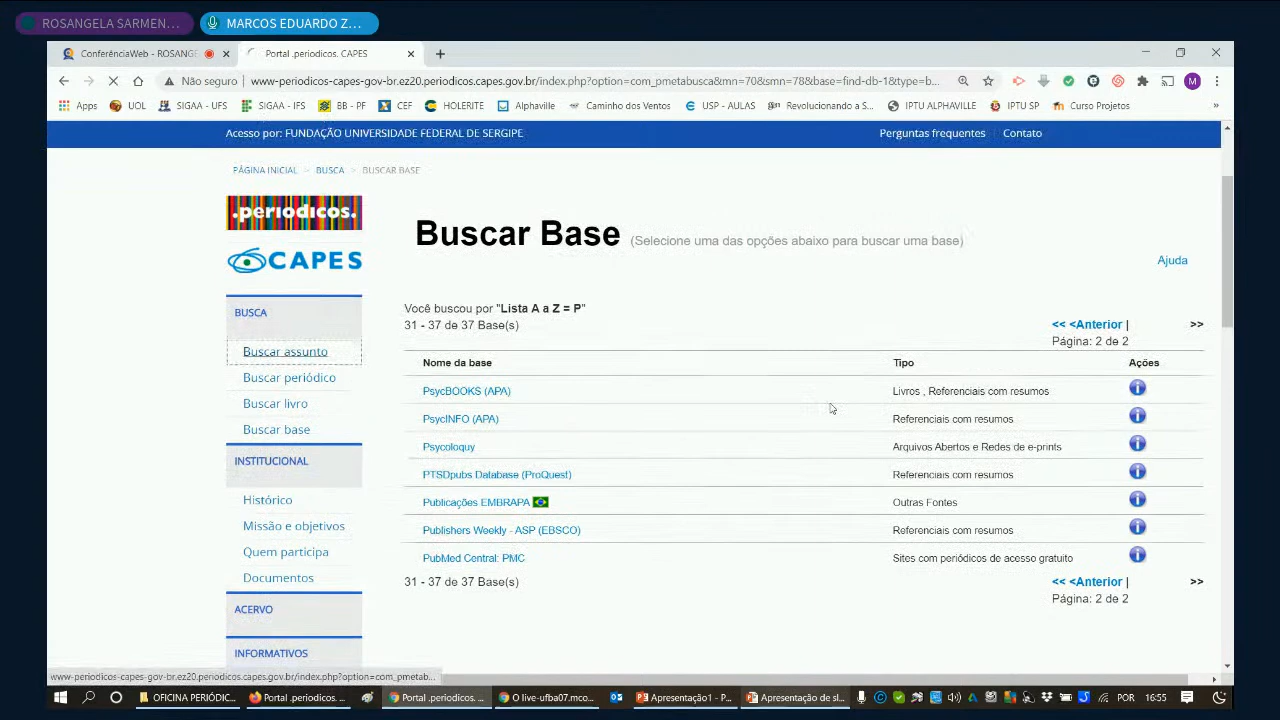 ROSANGELA SARMEN...
MARCOS EDUARDO Z...
ConferênciaWeb - ROSANGE
Portal .periodicos. CAPES
Não seguro
www-periodicos-capes-gov-br.ez20.periodicos.capes.gov.br/index.php?option=com_pmetabusca&mn=70&smn=78&base=find-db-1&type=b...
M
Apps UOL SIGAA - UFS SIGAA - IFS BB - PF CEF HOLERITE Alphaville Caminho dos Ventos USP - AULAS Revolucionando a S... IPTU ALPHAVILLE IPTU SP Curso Projetos
Acesso por: FUNDAÇÃO UNIVERSIDADE FEDERAL DE SERGIPE
Perguntas frequentes
Contato
PÁGINA INICIAL > BUSCA > BUSCAR BASE
.periodicos.
CAPES
Buscar Base (Selecione uma das opções abaixo para buscar uma base)
Ajuda
BUSCA
Buscar assunto
Buscar periódico
Buscar livro
Buscar base
INSTITUCIONAL
Histórico
Missão e objetivos
Quem participa
Documentos
ACERVO
INFORMATIVOS
Você buscou por "Lista A a Z = P"
31 - 37 de 37 Base(s)
<< <Anterior | >>
Página: 2 de 2
Nome da base Tipo Ações
PsycBOOKS (APA) Livros , Referenciais com resumos
PsycINFO (APA) Referenciais com resumos
Psycoloquy Arquivos Abertos e Redes de e-prints
PTSDpubs Database (ProQuest) Referenciais com resumos
Publicações EMBRAPA Outras Fontes
Publishers Weekly - ASP (EBSCO) Referenciais com resumos
PubMed Central: PMC Sites com periódicos de acesso gratuito
31 - 37 de 37 Base(s)
<< <Anterior | >>
Página: 2 de 2
www-periodicos-capes-gov-br.ez20.periodicos.capes.gov.br/index.php?option=com_pmetab...
OFICINA PERIÓDIC... Portal .periodicos. ... Portal .periodicos. ... O live-ufba07.mco... Apresentação1 - P... Apresentação de sl... POR 16:55